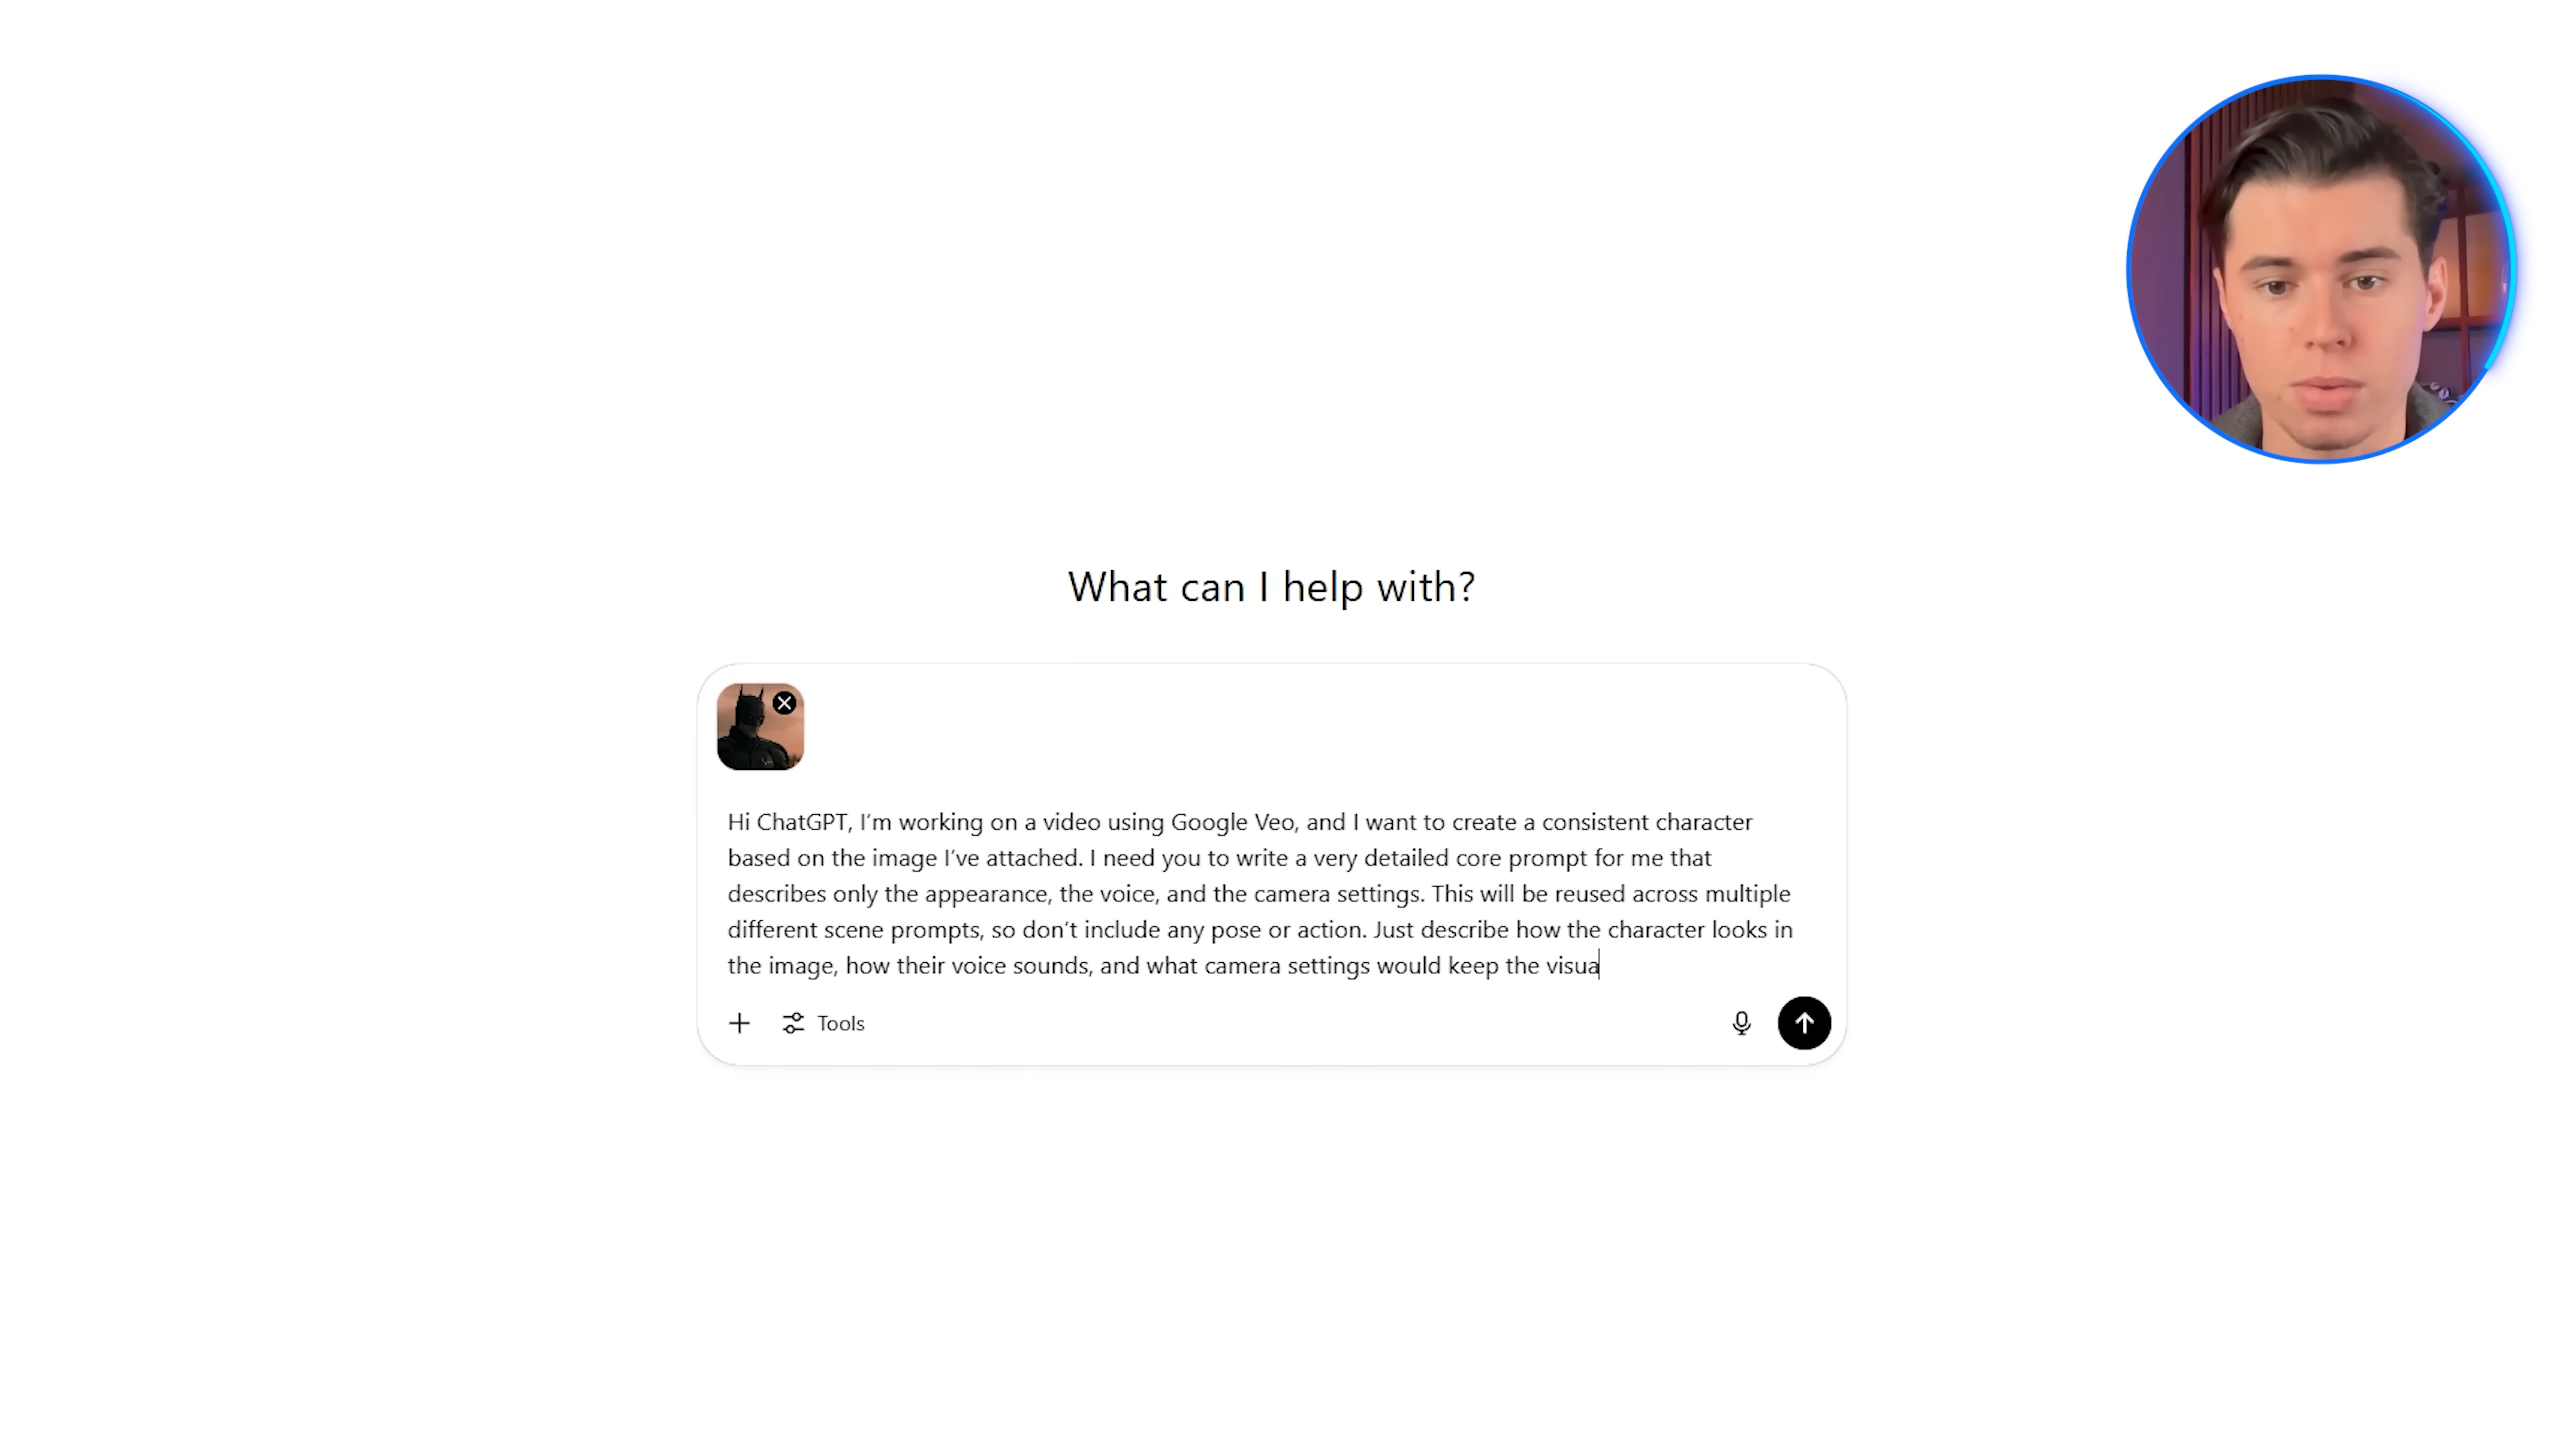 What can I help with?
Hi ChatGPT, I'm working on a video using Google Veo, and I want to create a consistent character
based on the image I've attached. I need you to write a very detailed core prompt for me that
describes only the appearance, the voice, and the camera settings. This will be reused across multiple
different scene prompts, so don't include any pose or action. Just describe how the character looks in
the image, how their voice sounds, and what camera settings would keep the visua
Tools